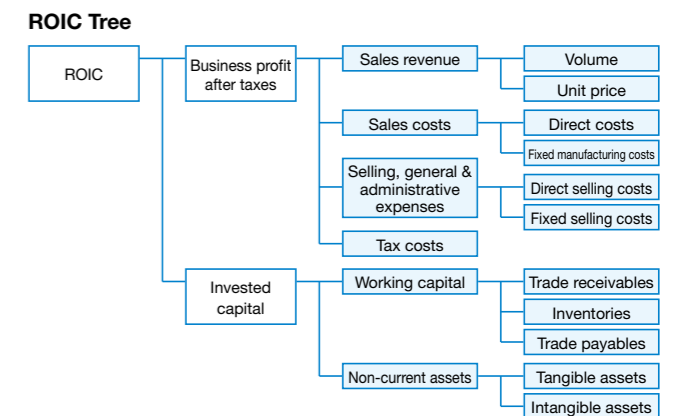 ROIC Tree
ROIC
Business profit
after taxes
Sales revenue
Volume
Unit price
Sales costs
Direct costs
Fixed manufacturing costs
Selling, general &
administrative
expenses
Direct selling costs
Fixed selling costs
Tax costs
Invested
capital
Working capital
Trade receivables
Inventories
Trade payables
Non-current assets
Tangible assets
Intangible assets